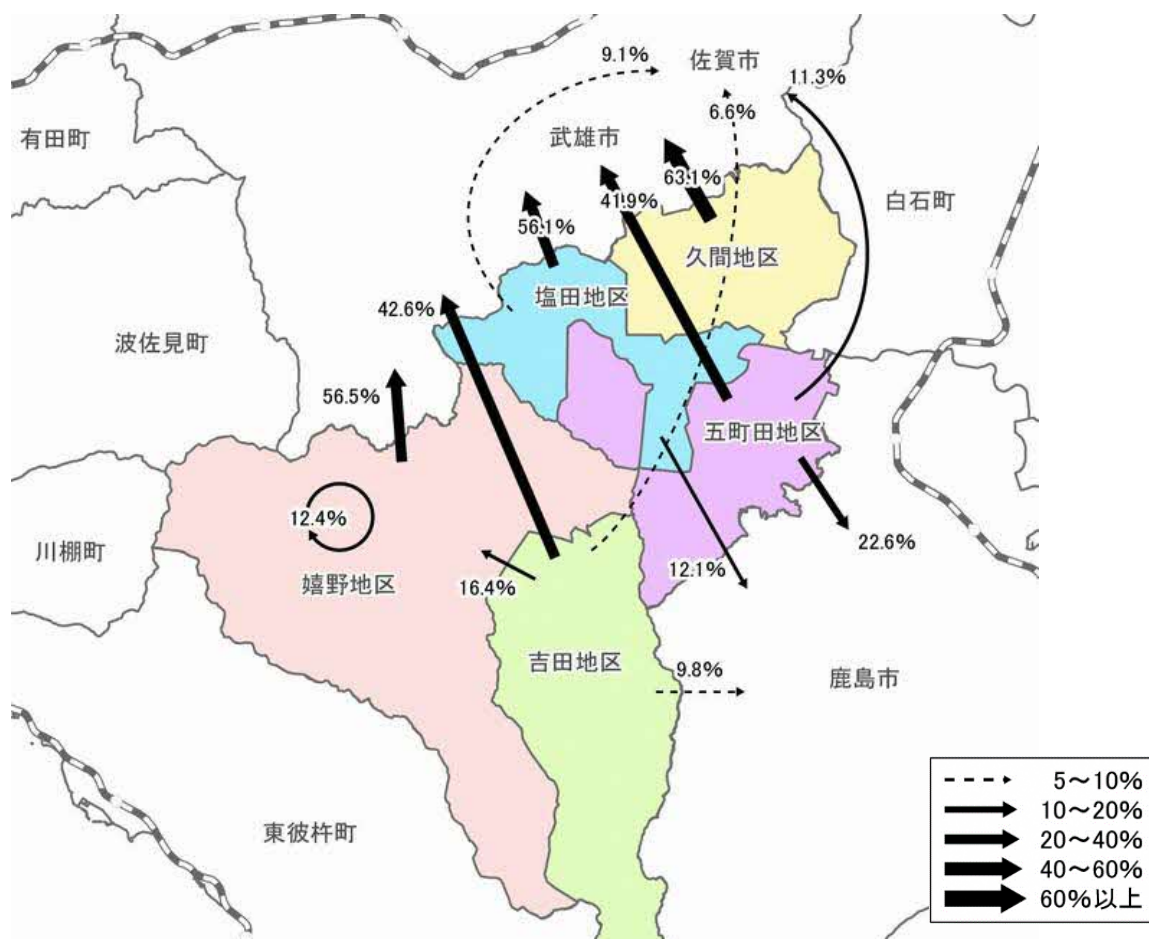 9.1%
佐賀市
11.3%
6.6%
有田町
武雄市
63.1%
41.9%
白石町
56.1%
久間地区
塩田地区
42.6%
波佐見町
56.5%
五町田地区
12.4%
22.6%
川棚町
12.1%
嬉野地区
16.4%
吉田地区
9.8%
鹿島市
東彼杵町
5～10%
10～20%
20～40%
40～60%
60%以上